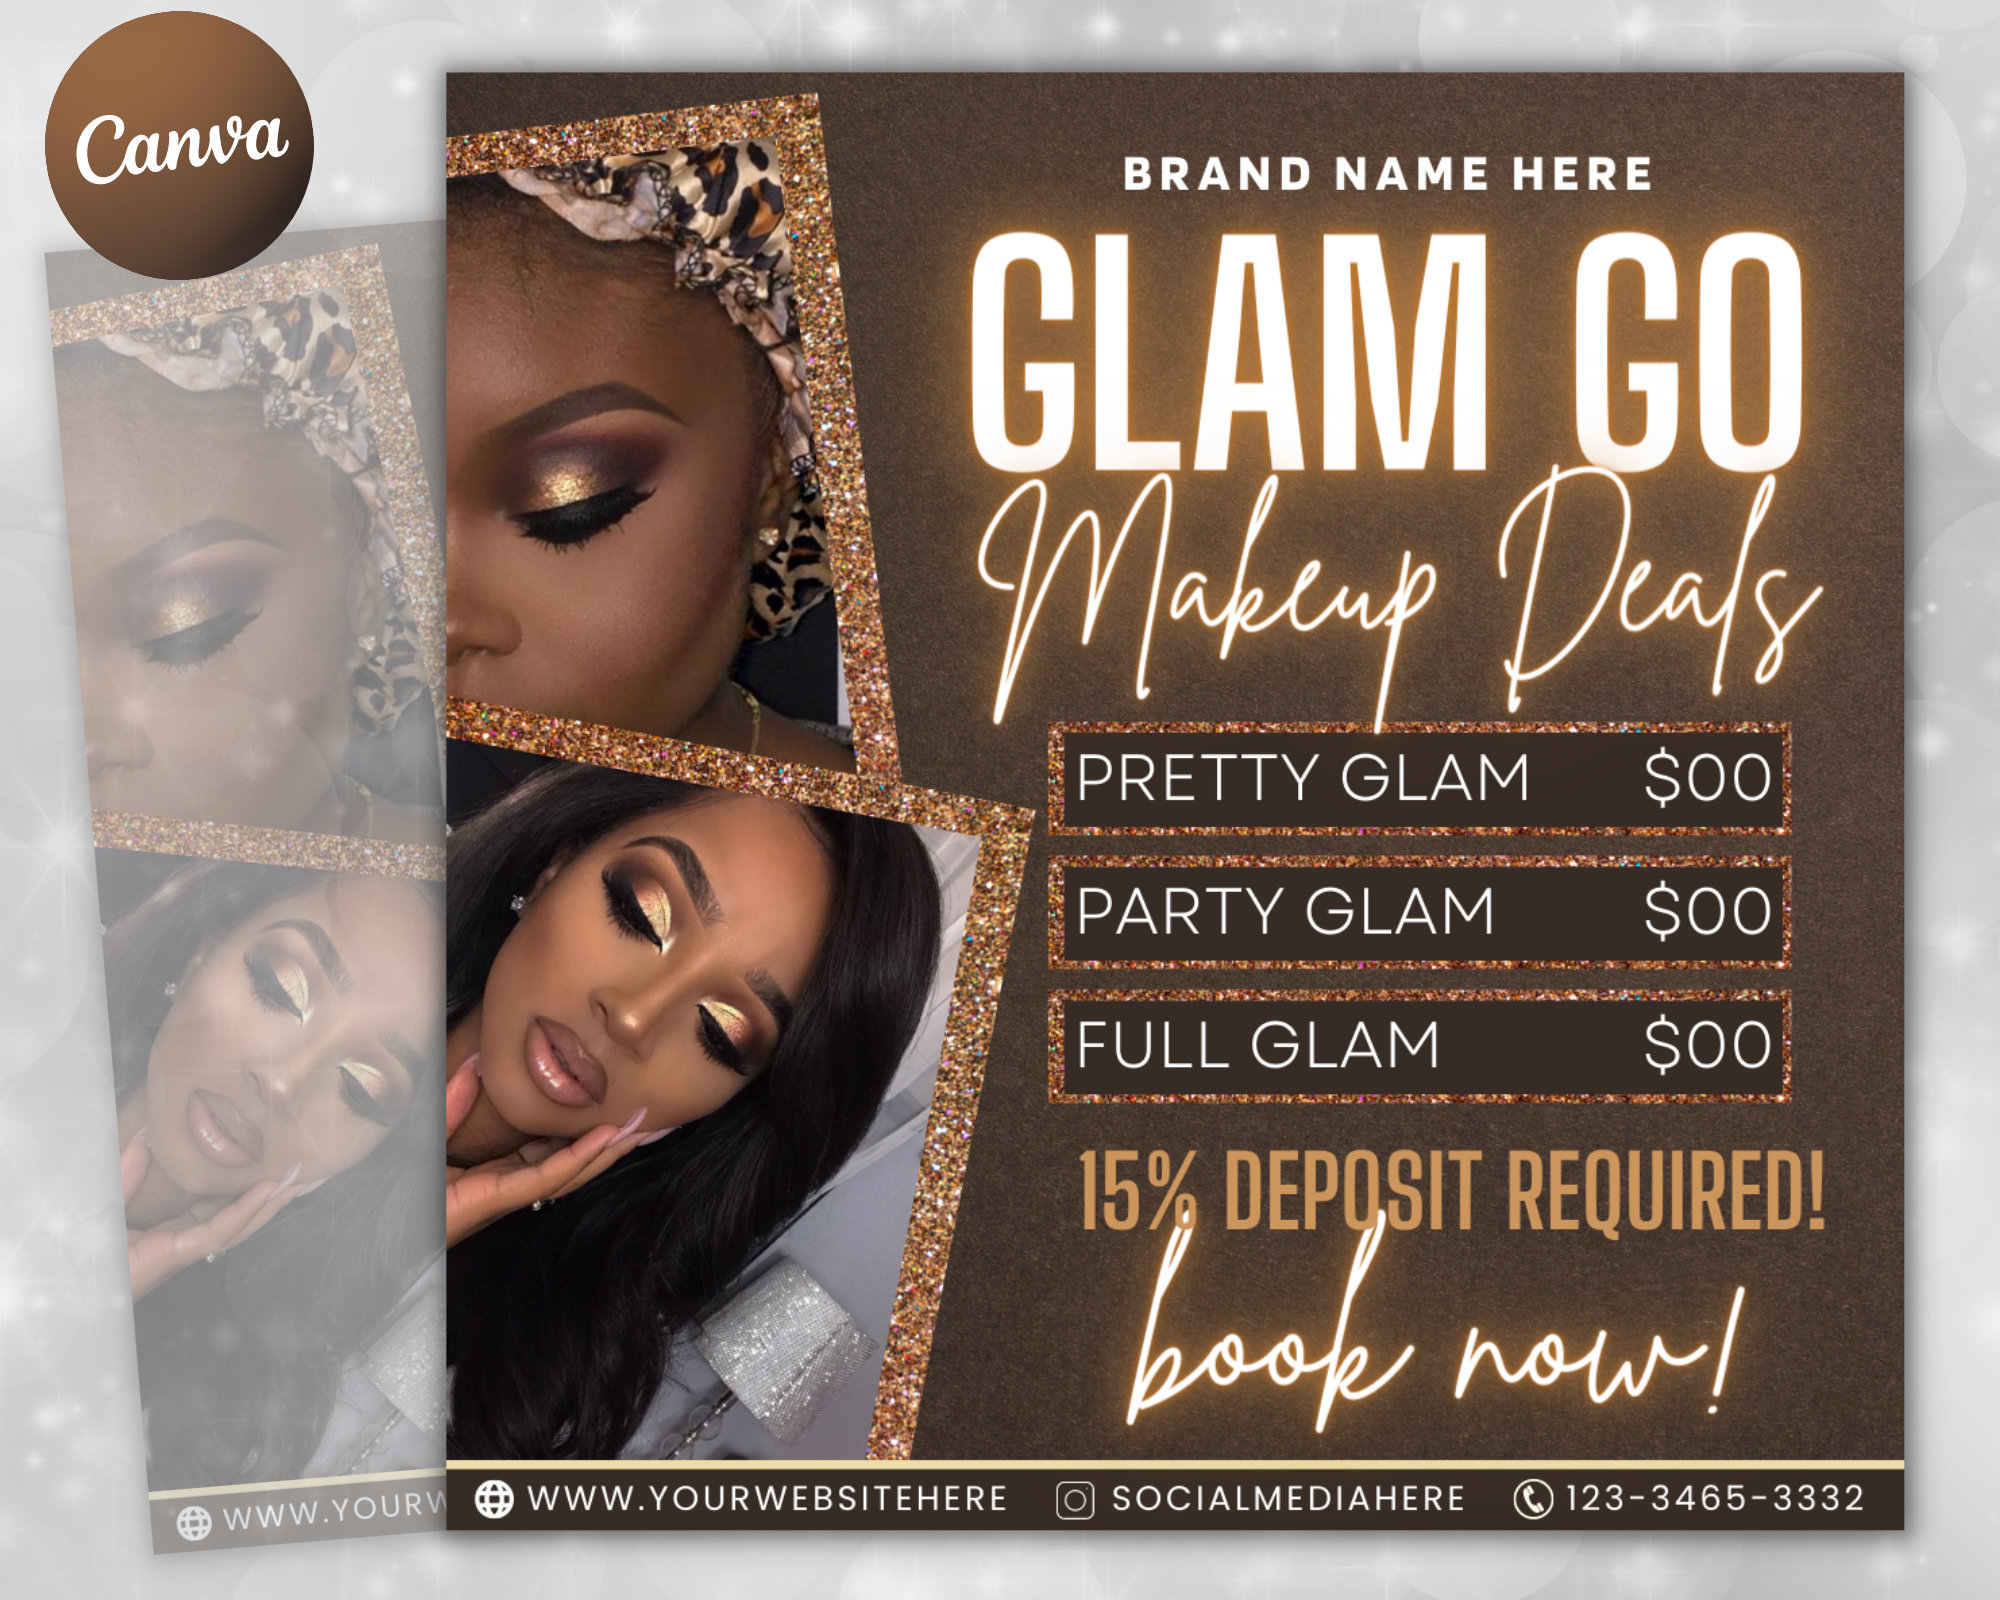 Canva
BRAND NAME HERE
GLAM GO
Makeup Deals
PRETTY GLAM $00
PARTY GLAM $00
FULL GLAM $00
15% DEPOSIT REQUIRED!
book now!
WWW.YOURWEBSITEHERE SOCIALMEDIAHERE 123-3465-3332
WWW.YOURW